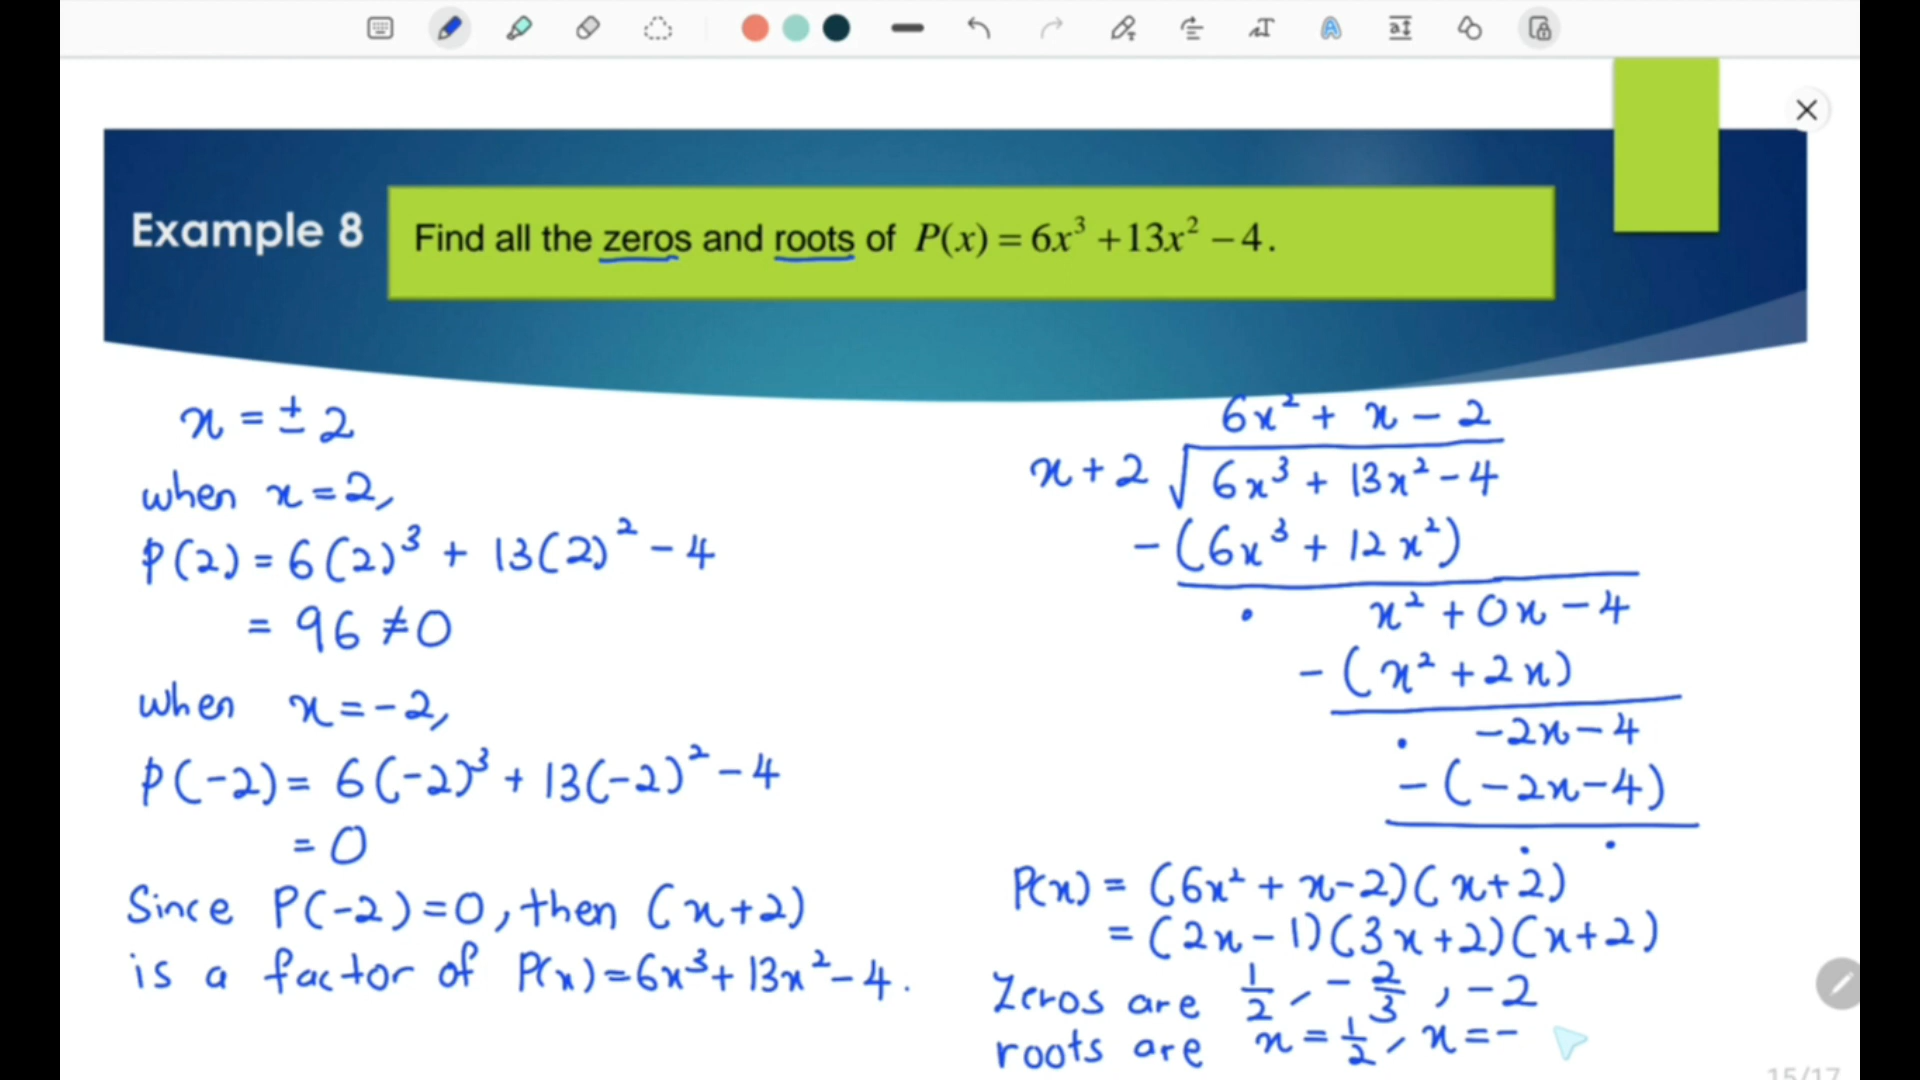 Example 8
Find all the zeros and roots of P(x) = 6x³ + 13x² − 4.
x = ± 2
when x = 2,
P(2) = 6(2)³ + 13(2)² − 4
= 96 ≠ 0
when x = −2,
P(−2) = 6(−2)³ + 13(−2)² − 4
= 0
Since P(−2) = 0, then (x+2)
is a factor of P(x) = 6x³ + 13x² − 4.
6x² + x − 2
x + 2 √ 6x³ + 13x² − 4
− (6x³ + 12x²)
. x² + 0x − 4
− (x² + 2x)
. −2x − 4
− (−2x − 4)
. .
P(x) = (6x² + x − 2)(x + 2)
= (2x − 1)(3x + 2)(x + 2)
Zeros are 1/2, −2/3, −2
roots are x = 1/2, x = −
15/17